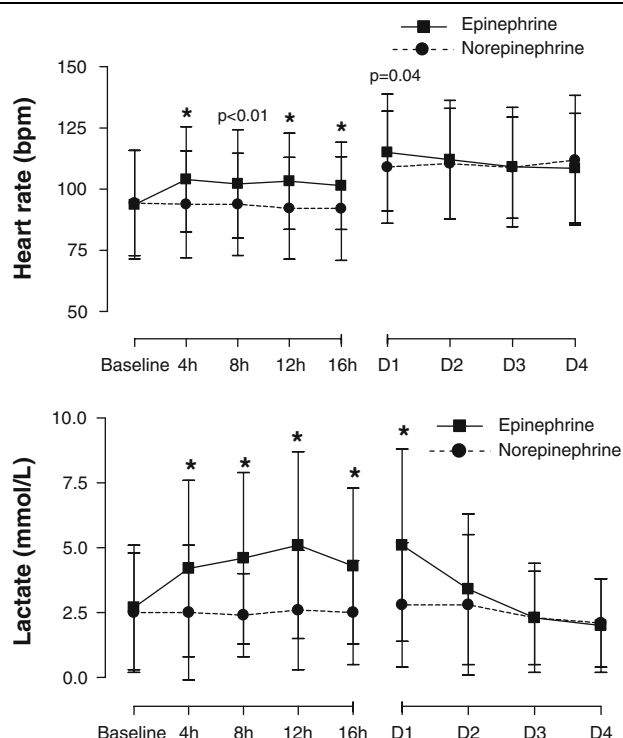 Epinephrine
Norepinephrine
Heart rate (bpm)
150
125
100
75
50
*
p<0.01
*
*
p=0.04
Baseline 4h 8h 12h 16h D1 D2 D3 D4
Epinephrine
Norepinephrine
Lactate (mmol/L)
10.0
7.5
5.0
2.5
0.0
*
*
*
*
*
Baseline 4h 8h 12h 16h D1 D2 D3 D4